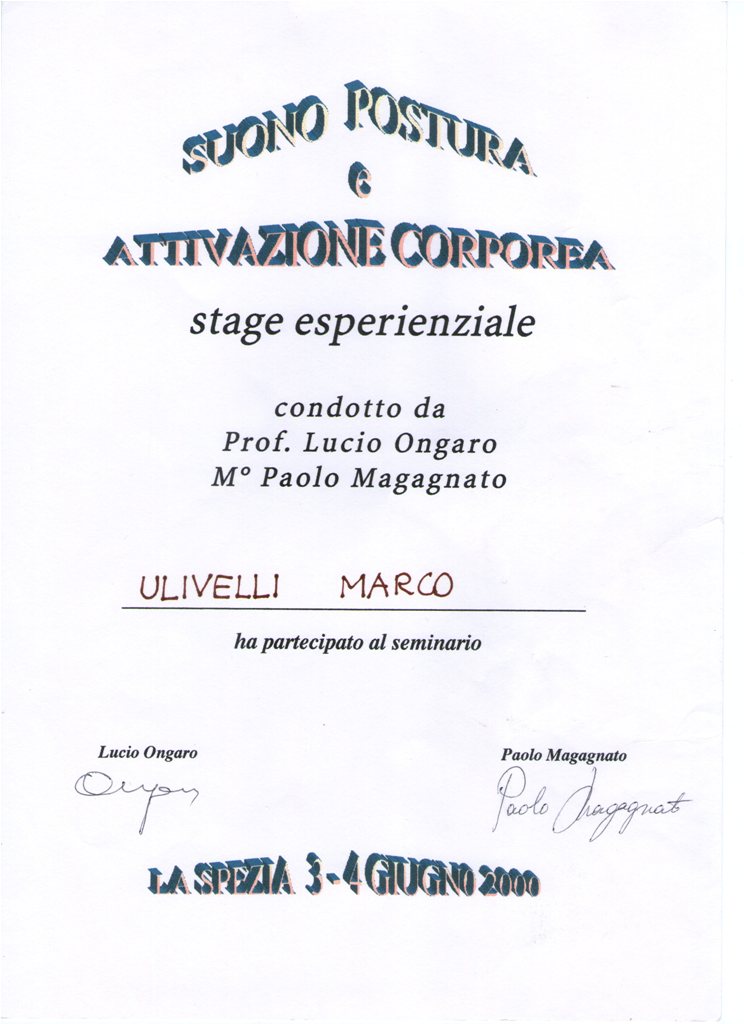 SUONO POSTURA
e
ATTIVAZIONE CORPOREA
stage esperienziale
condotto da
Prof. Lucio Ongaro
M° Paolo Magagnato
ULIVELLI MARCO
ha partecipato al seminario
Lucio Ongaro
Paolo Magagnato
Paolo Magagnato
LA SPEZIA 3-4 GIUGNO 2000